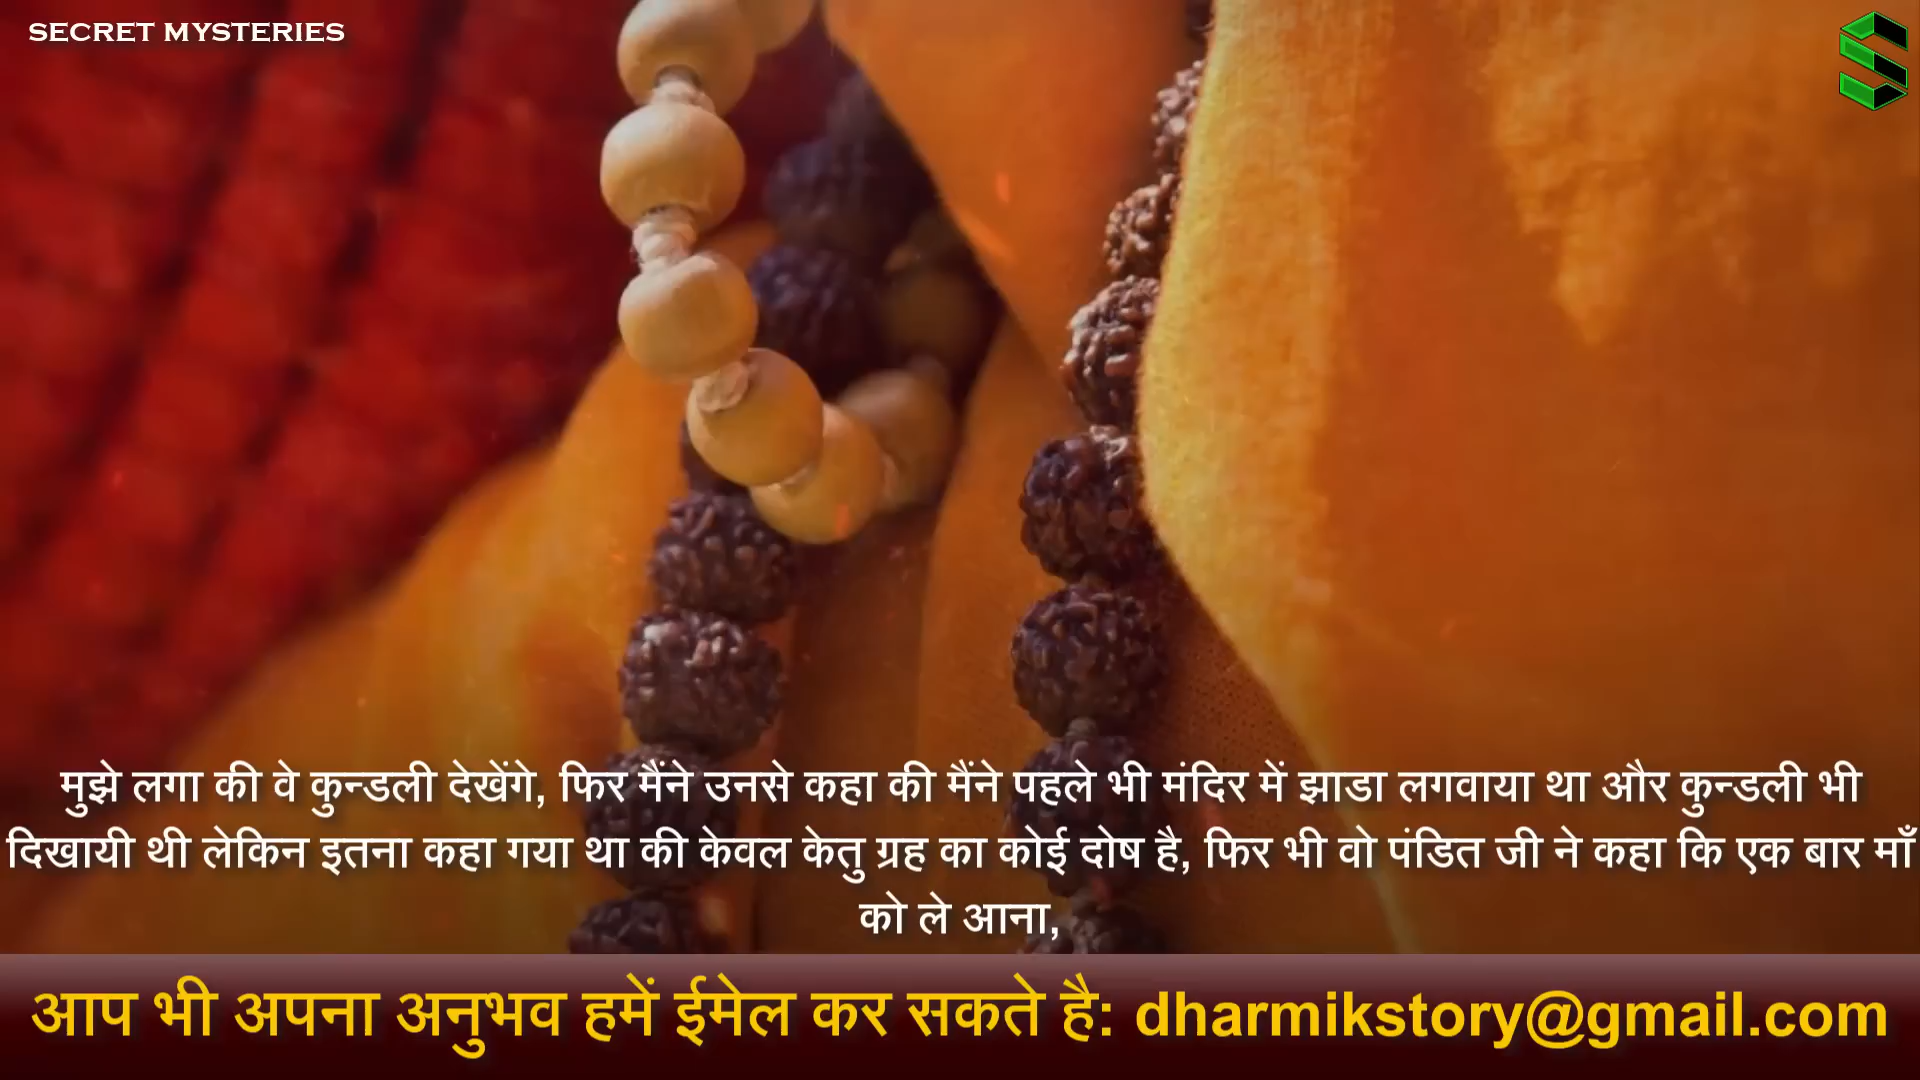 SECRET MYSTERIES
मुझे लगा की वे कुन्डली देखेंगे, फिर मैंने उनसे कहा की मैंने पहले भी मंदिर में झाडा लगवाया था और कुन्डली भी
दिखायी थी लेकिन इतना कहा गया था की केवल केतु ग्रह का कोई दोष है, फिर भी वो पंडित जी ने कहा कि एक बार माँ
को ले आना,
आप भी अपना अनुभव हमें ईमेल कर सकते है: dharmikstory@gmail.com